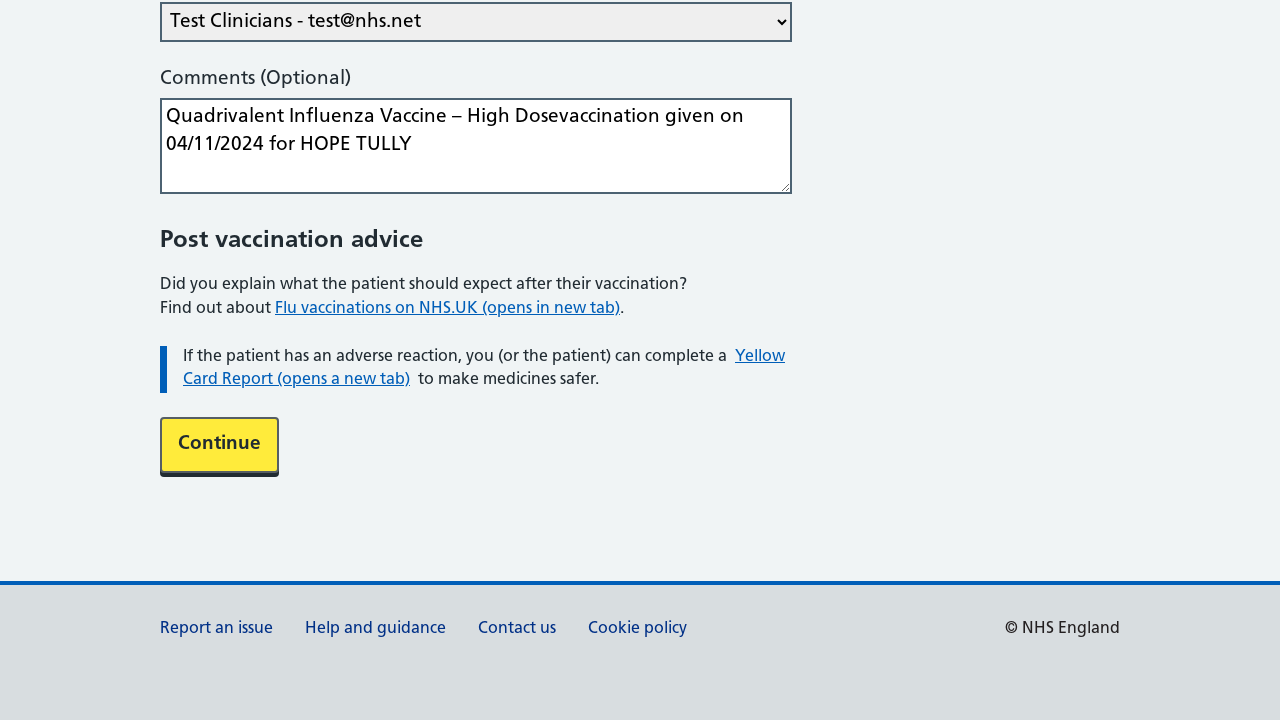 Test Clinicians - test@nhs.net
Comments (Optional)
Quadrivalent Influenza Vaccine – High Dosevaccination given on
04/11/2024 for HOPE TULLY
Post vaccination advice
Did you explain what the patient should expect after their vaccination?
Find out about Flu vaccinations on NHS.UK (opens in new tab).
If the patient has an adverse reaction, you (or the patient) can complete a Yellow
Card Report (opens a new tab) to make medicines safer.
Continue
Report an issue Help and guidance Contact us Cookie policy © NHS England